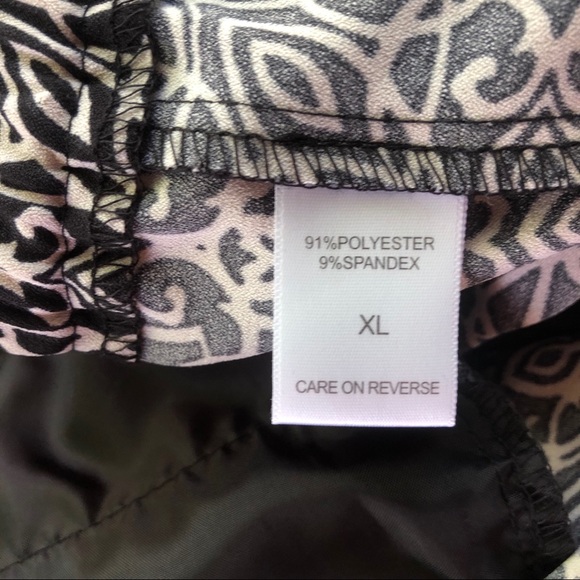 91%POLYESTER
9%SPANDEX
XL
CARE ON REVERSE